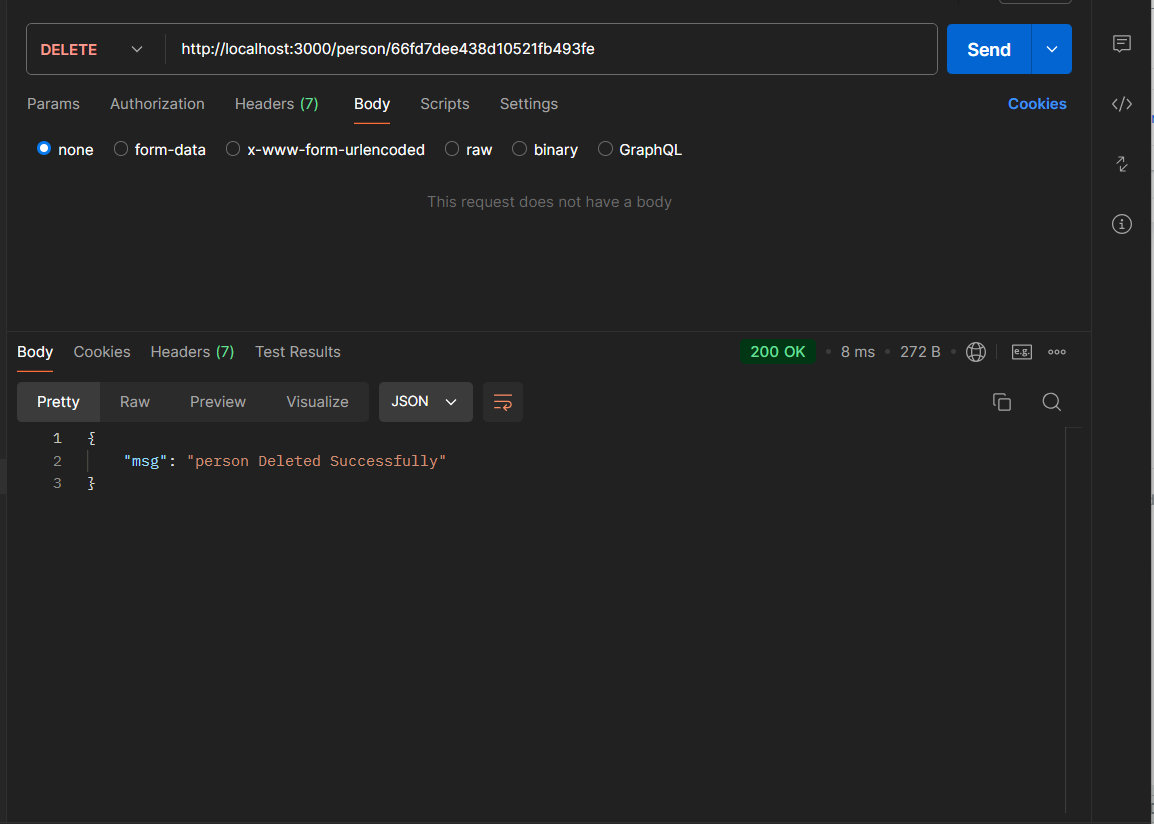 DELETE http://localhost:3000/person/66fd7dee438d10521fb493fe Send
Params Authorization Headers (7) Body Scripts Settings Cookies
none form-data x-www-form-urlencoded raw binary GraphQL
This request does not have a body
Body Cookies Headers (7) Test Results 200 OK • 8 ms • 272 B • e.g.
Pretty Raw Preview Visualize JSON
1 {
2 "msg": "person Deleted Successfully"
3 }